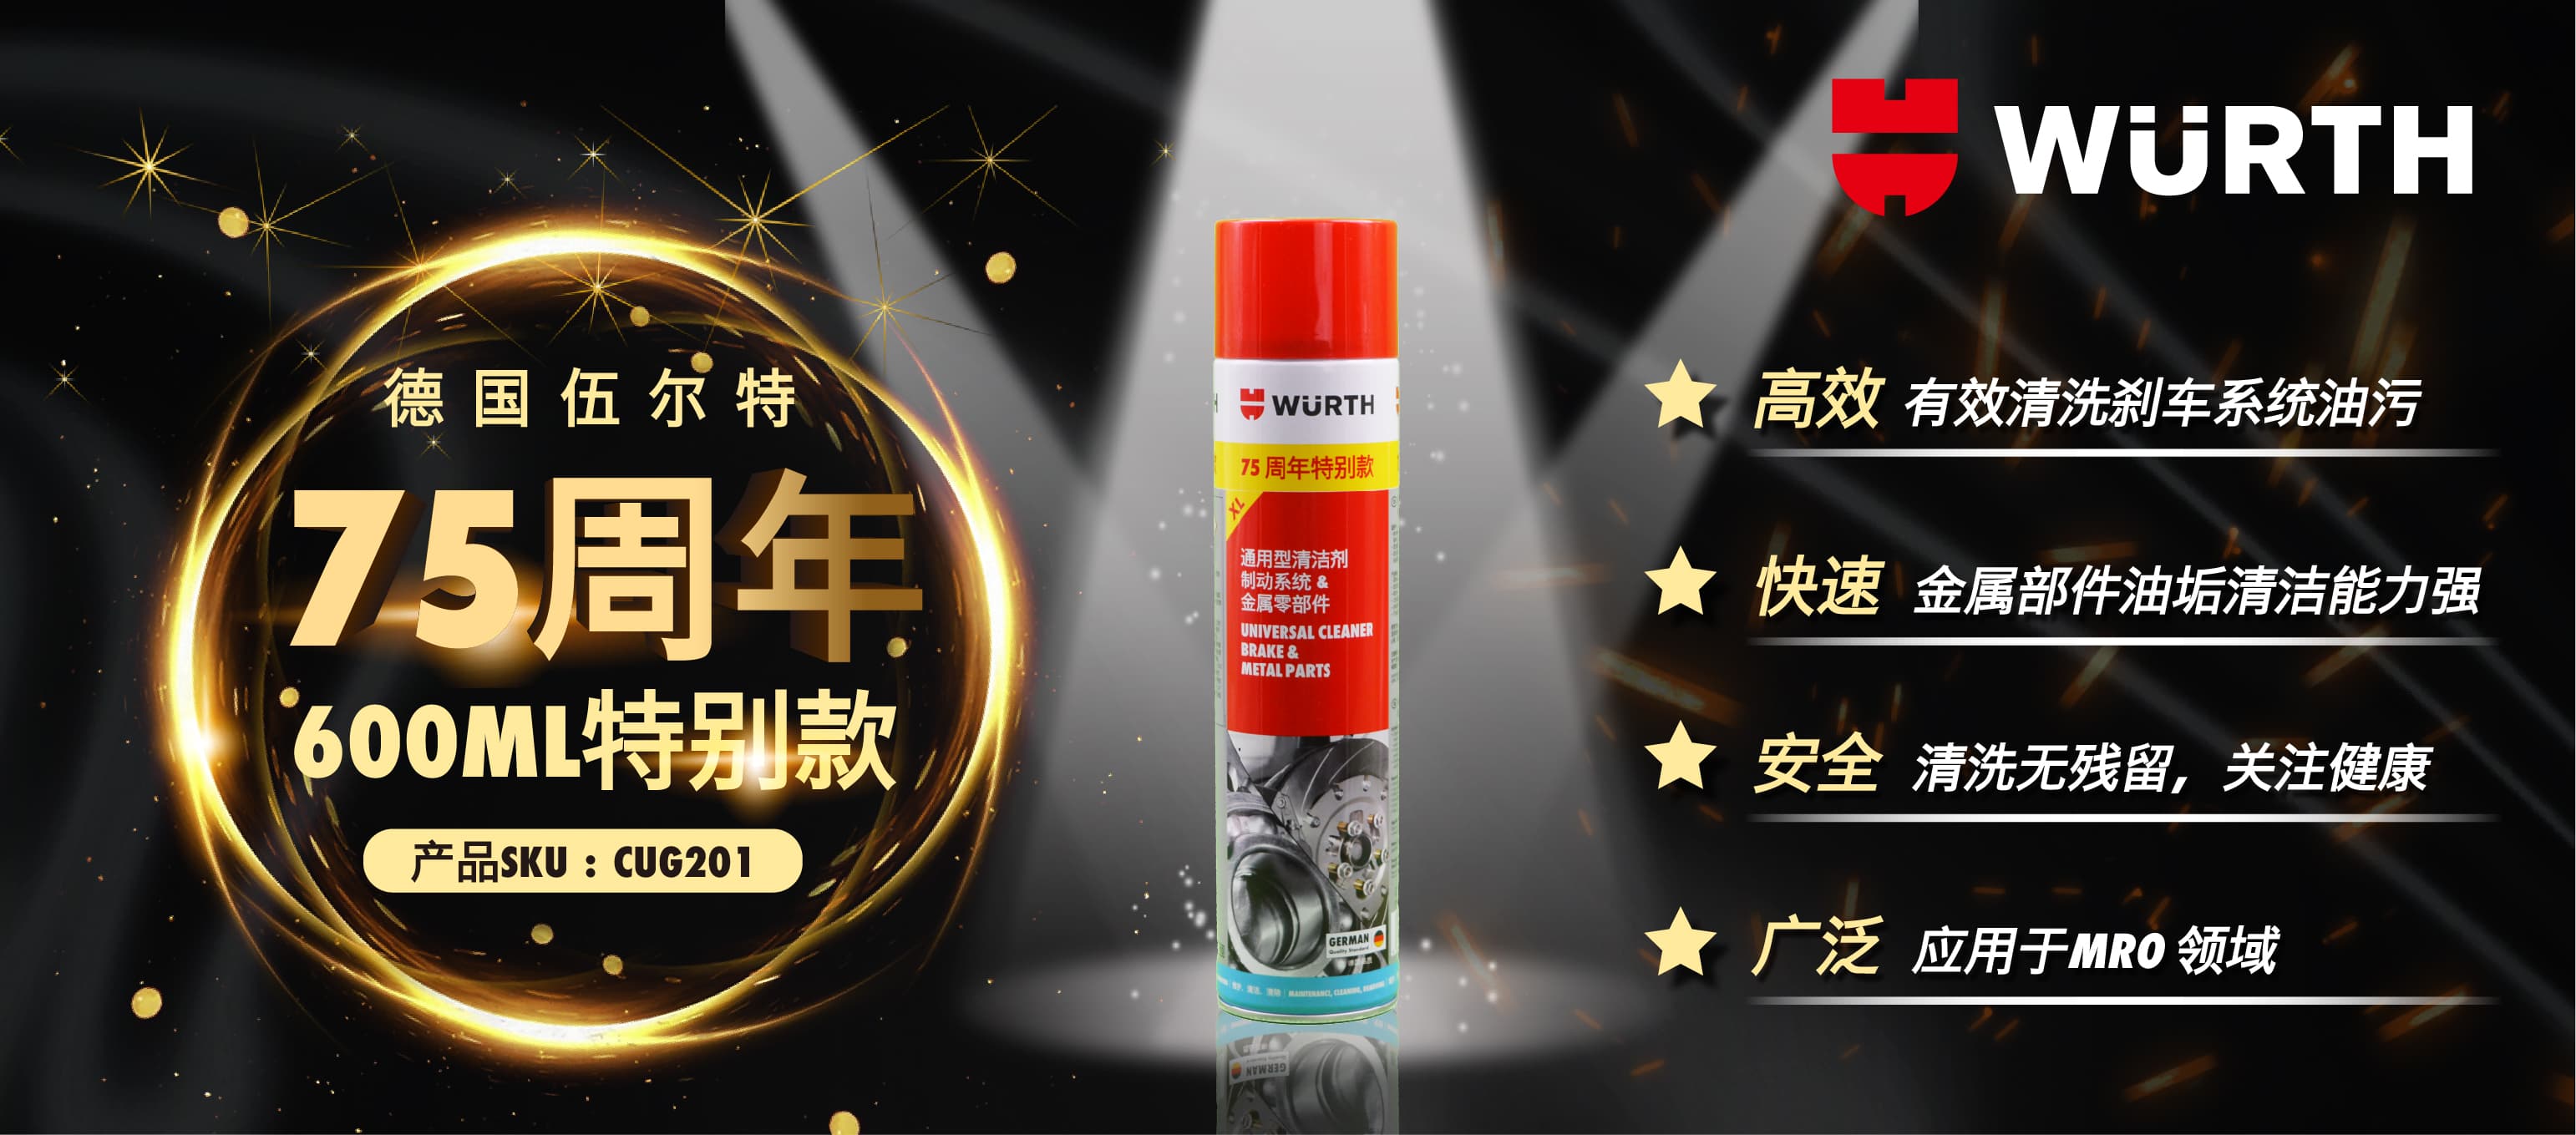 德国伍尔特
75周年
600ML特别款
产品SKU：CUG201
WÜRTH
75 周年特别款
XL
通用型清洁剂
制动系统 &
金属零部件
UNIVERSAL CLEANER
BRAKE &
METAL PARTS
GERMAN
Quality Standard
MAINTENANCE, CLEANING,
WÜRTH
高效 有效清洗刹车系统油污
快速 金属部件油垢清洁能力强
安全 清洗无残留，关注健康
广泛 应用于MRO 领域